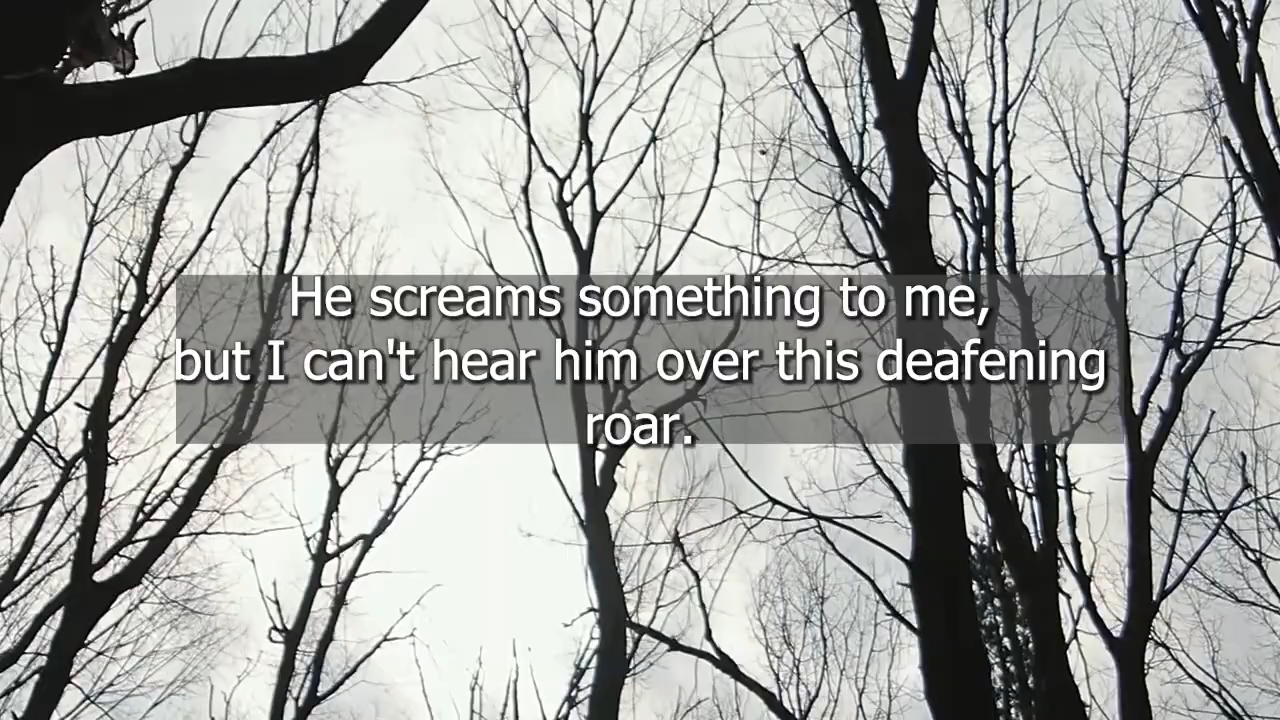 He screams something to me,
but I can't hear him over this deafening
roar.